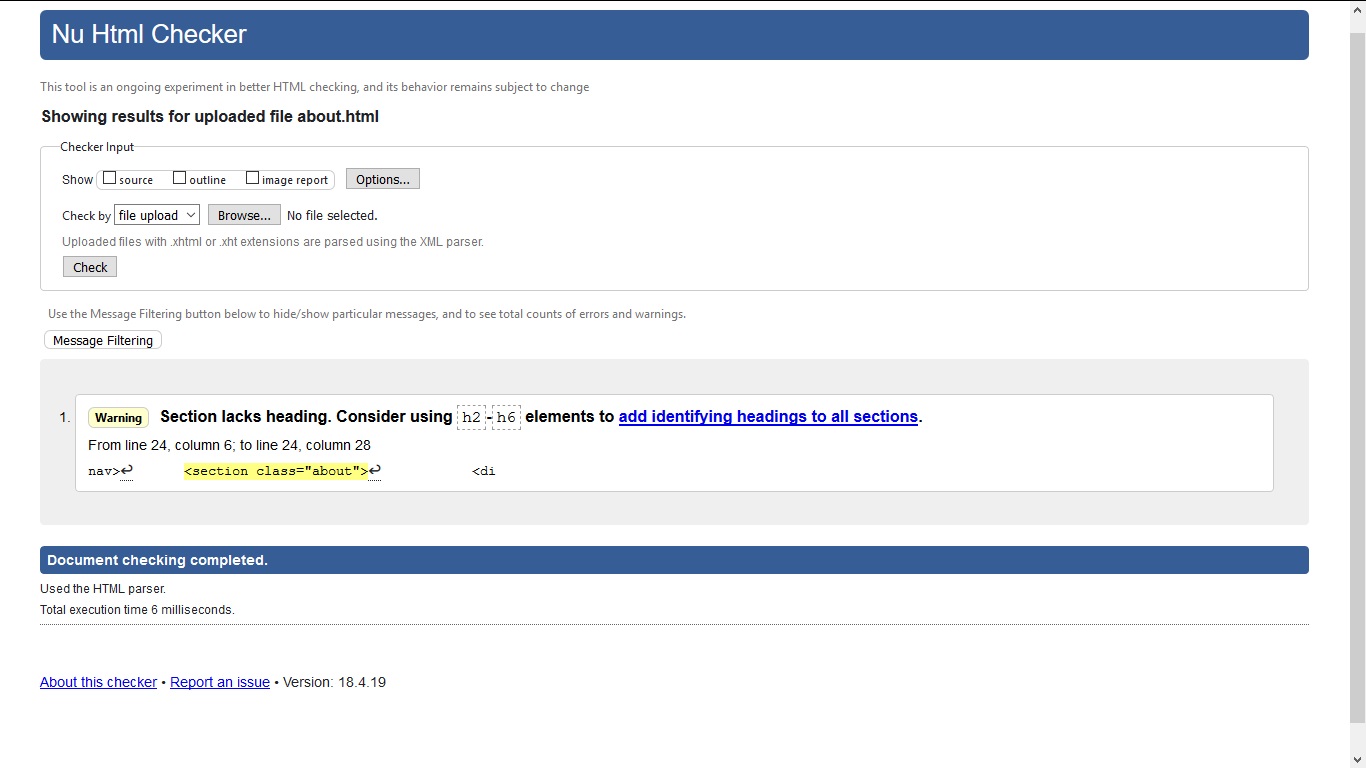 Nu Html Checker
This tool is an ongoing experiment in better HTML checking, and its behavior remains subject to change
Showing results for uploaded file about.html
Checker Input
Show source outline image report Options...
Check by file upload Browse... No file selected.
Uploaded files with .xhtml or .xht extensions are parsed using the XML parser.
Check
Use the Message Filtering button below to hide/show particular messages, and to see total counts of errors and warnings.
Message Filtering
1. Warning Section lacks heading. Consider using h2-h6 elements to add identifying headings to all sections.
From line 24, column 6; to line 24, column 28
nav>↩ <section class="about">↩ <di
Document checking completed.
Used the HTML parser.
Total execution time 6 milliseconds.
About this checker • Report an issue • Version: 18.4.19